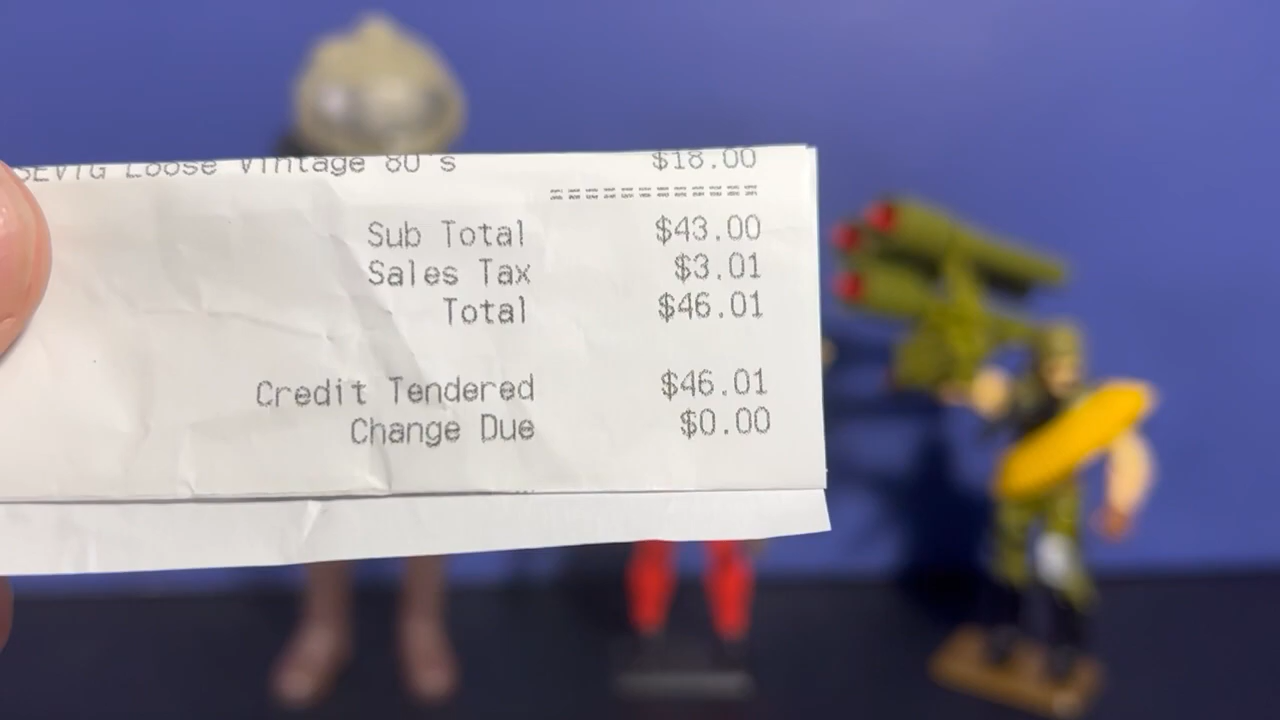 Loose Vintage 80's $18.00
Sub Total $43.00
Sales Tax $3.01
Total $46.01
Credit Tendered $46.01
Change Due $0.00